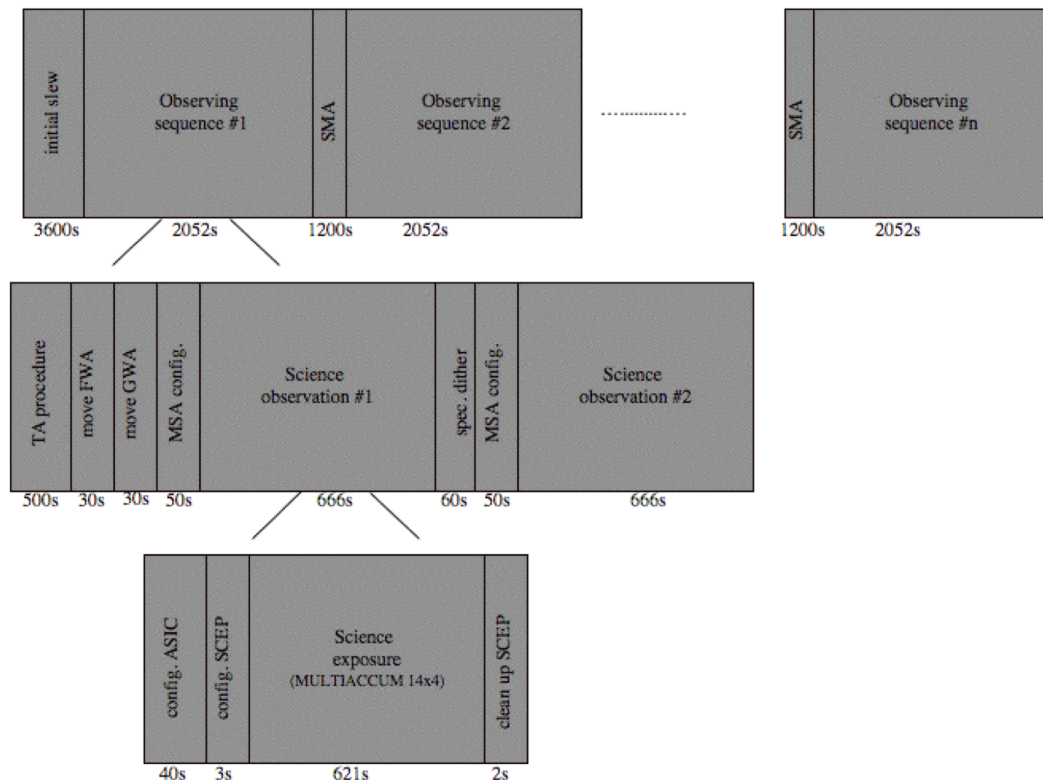 initial slew
Observing
sequence #1
SMA
Observing
sequence #2
...............
SMA
Observing
sequence #n
3600s
2052s
1200s
2052s
1200s
2052s
TA procedure
move FWA
move GWA
MSA config.
Science
observation #1
spec. dither
MSA config.
Science
observation #2
500s
30s
30s
50s
666s
60s
50s
666s
config. ASIC
config. SCEP
Science
exposure
(MULTIACCUM 14x4)
clean up SCEP
40s
3s
621s
2s